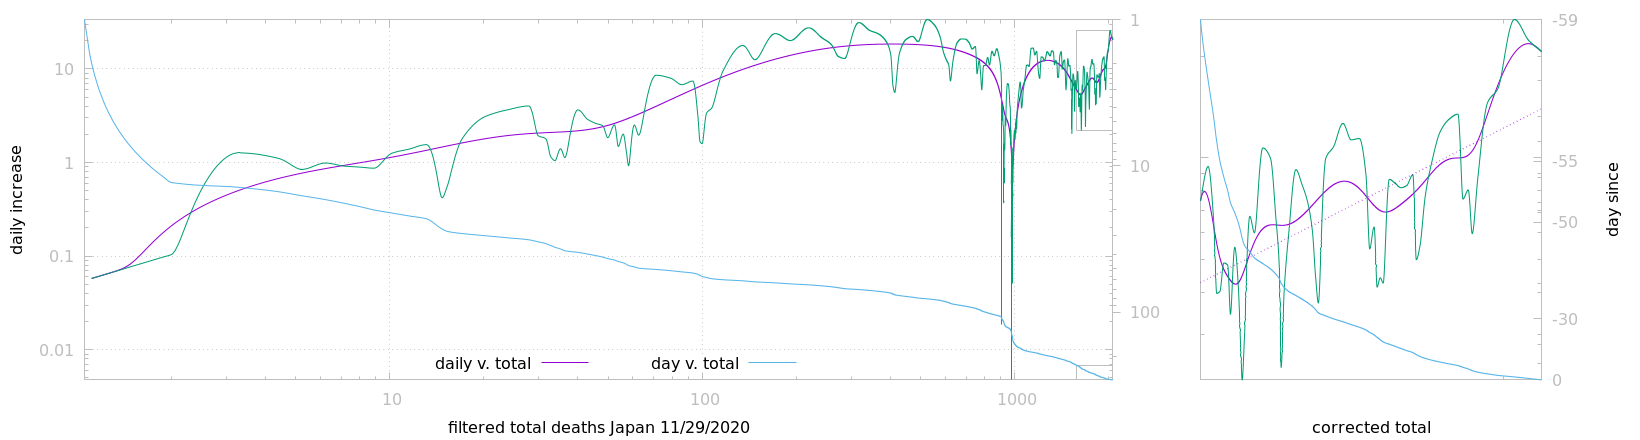 daily increase
10
1
0.1
0.01
daily v. total
day v. total
10
100
1000
filtered total deaths Japan 11/29/2020
1
10
100
-59
-55
-50
-30
0
day since
corrected total